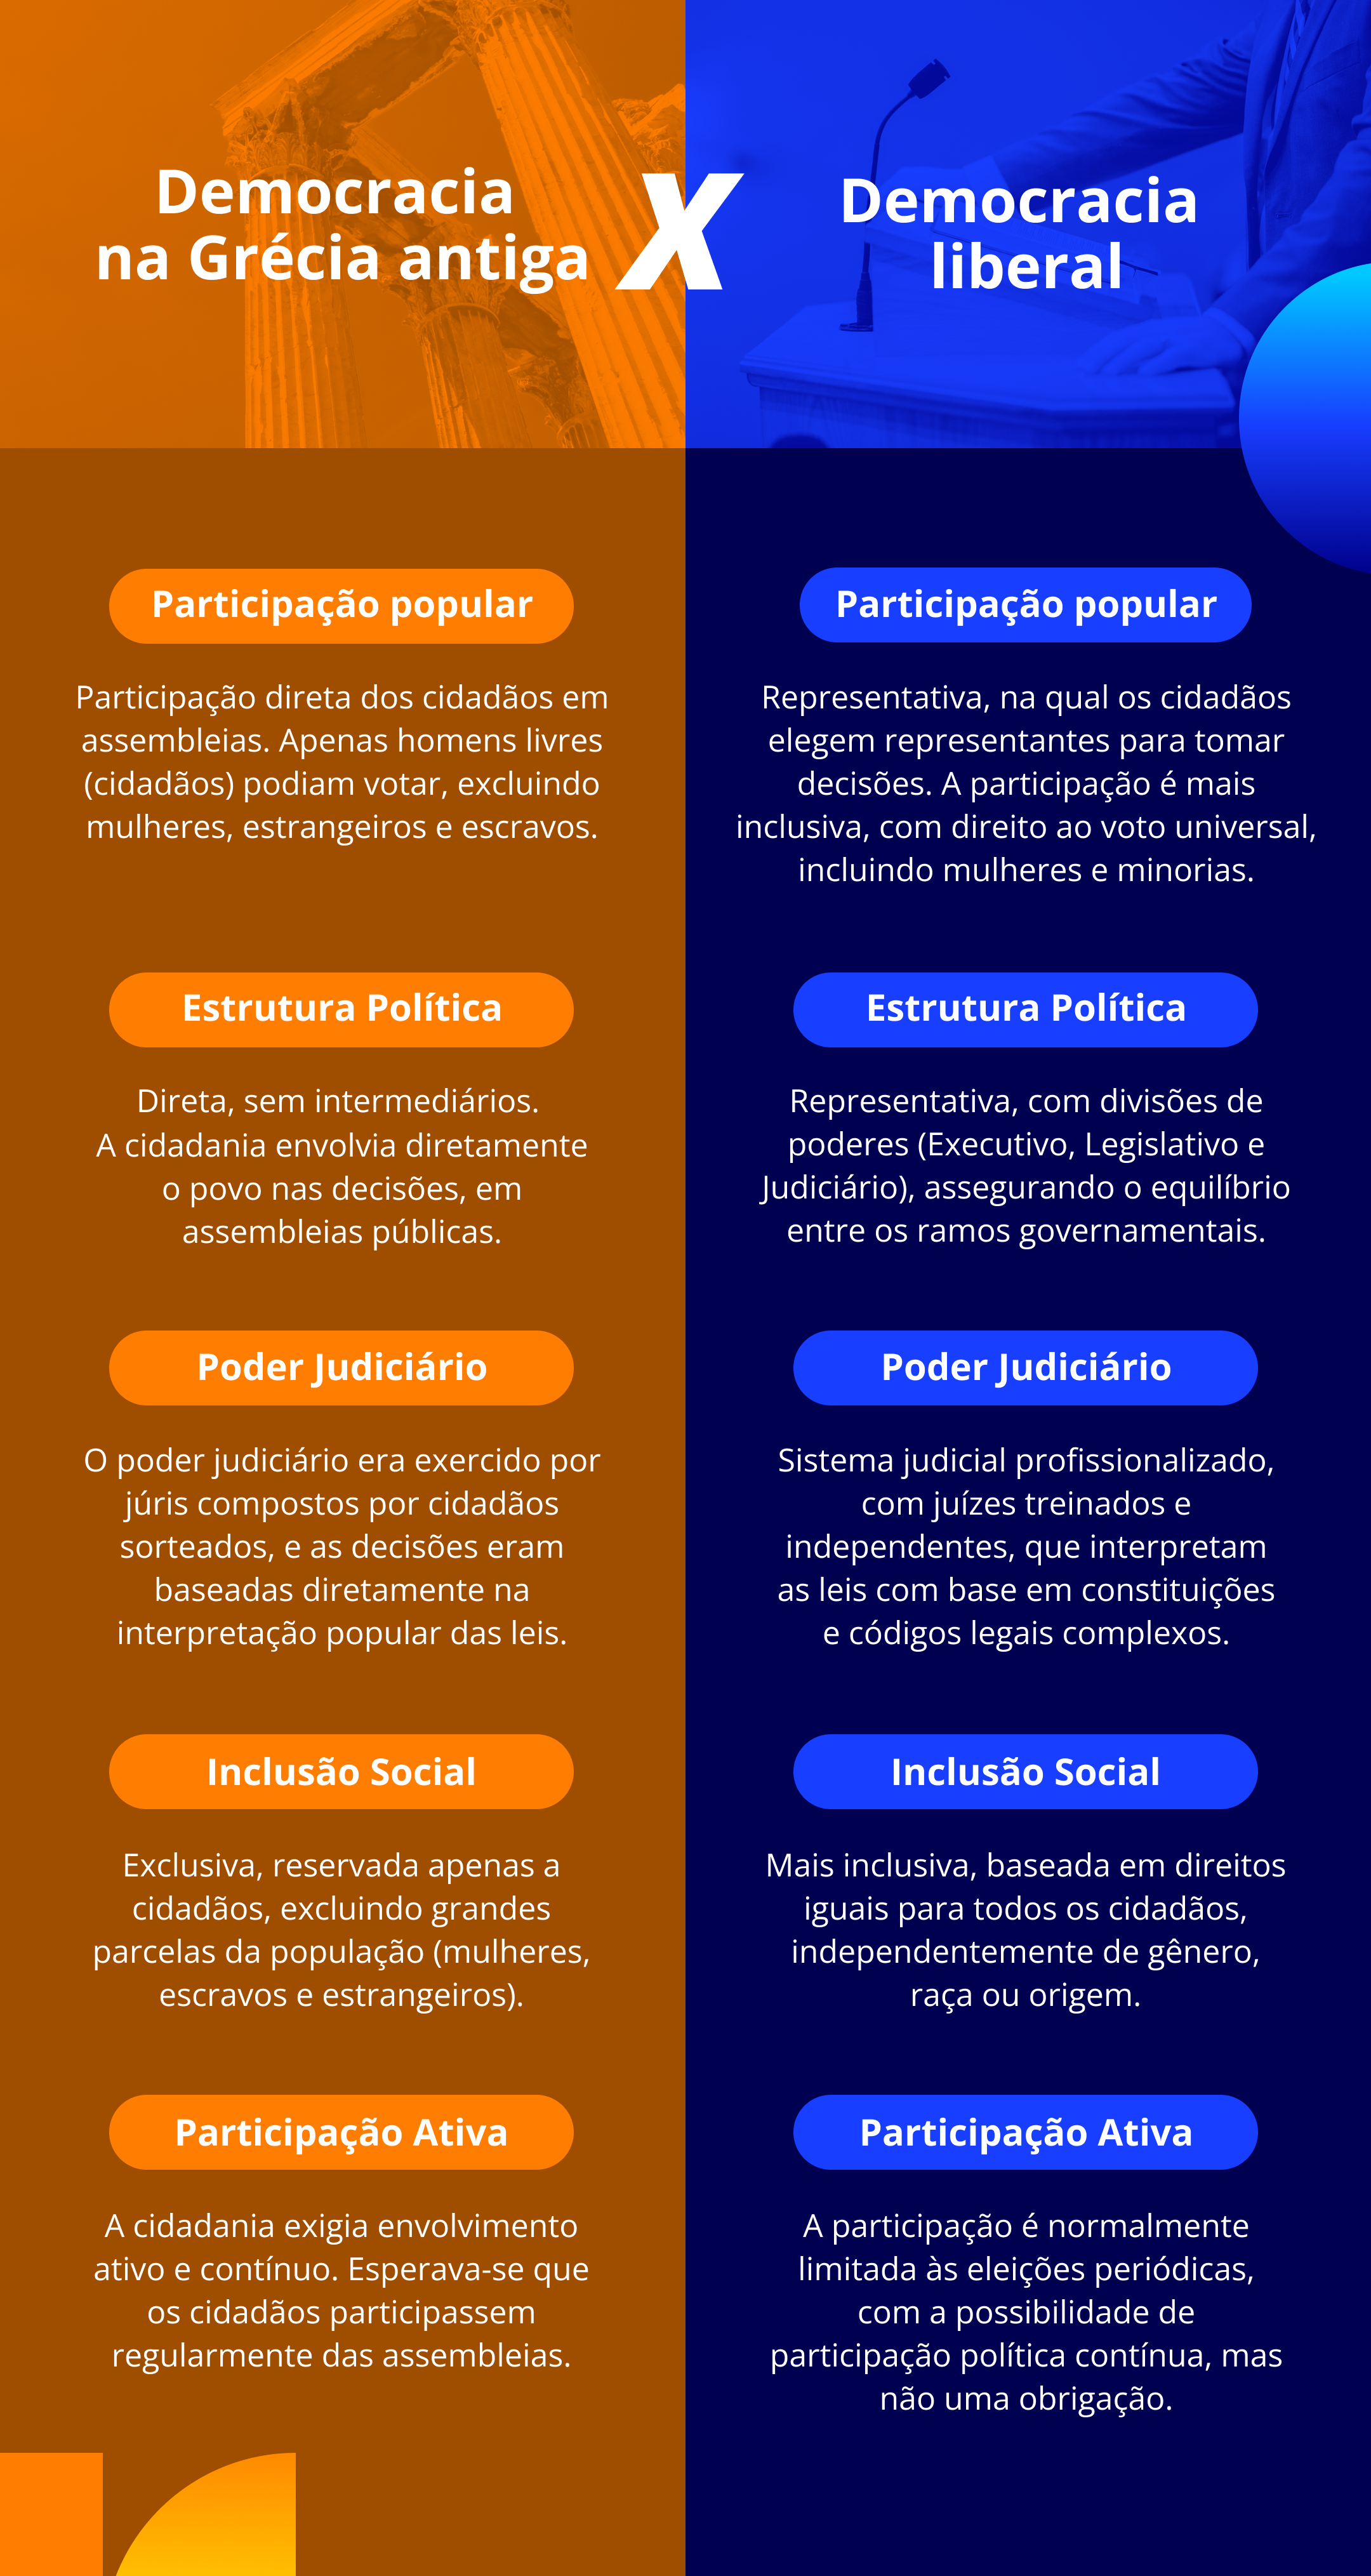 Democracia
na Grécia antiga
X
Democracia
liberal
Participação popular
Participação direta dos cidadãos em
assembleias. Apenas homens livres
(cidadãos) podiam votar, excluindo
mulheres, estrangeiros e escravos.
Estrutura Política
Direta, sem intermediários.
A cidadania envolvia diretamente
o povo nas decisões, em
assembleias públicas.
Poder Judiciário
O poder judiciário era exercido por
júris compostos por cidadãos
sorteados, e as decisões eram
baseadas diretamente na
interpretação popular das leis.
Inclusão Social
Exclusiva, reservada apenas a
cidadãos, excluindo grandes
parcelas da população (mulheres,
escravos e estrangeiros).
Participação Ativa
A cidadania exigia envolvimento
ativo e contínuo. Esperava-se que
os cidadãos participassem
regularmente das assembleias.
Participação popular
Representativa, na qual os cidadãos
elegem representantes para tomar
decisões. A participação é mais
inclusiva, com direito ao voto universal,
incluindo mulheres e minorias.
Estrutura Política
Representativa, com divisões de
poderes (Executivo, Legislativo e
Judiciário), assegurando o equilíbrio
entre os ramos governamentais.
Poder Judiciário
Sistema judicial profissionalizado,
com juízes treinados e
independentes, que interpretam
as leis com base em constituições
e códigos legais complexos.
Inclusão Social
Mais inclusiva, baseada em direitos
iguais para todos os cidadãos,
independentemente de gênero,
raça ou origem.
Participação Ativa
A participação é normalmente
limitada às eleições periódicas,
com a possibilidade de
participação política contínua, mas
não uma obrigação.